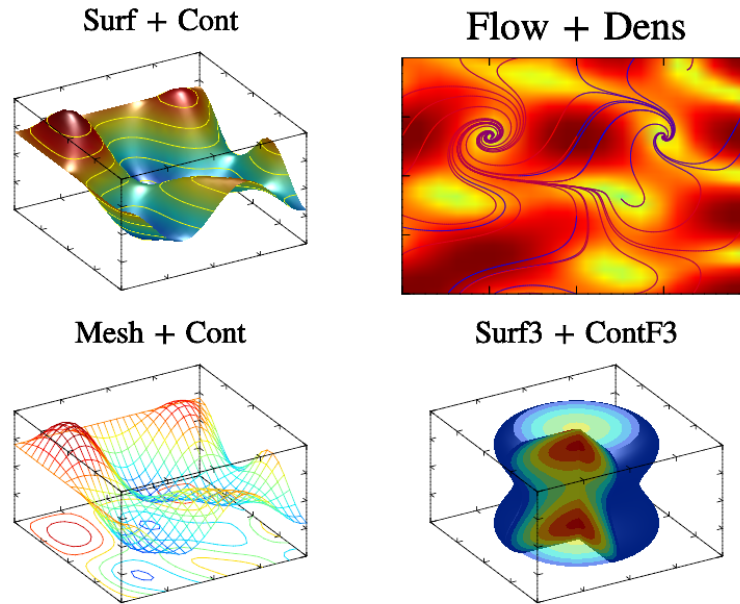 Surf + Cont
Flow + Dens
Mesh + Cont
Surf3 + ContF3